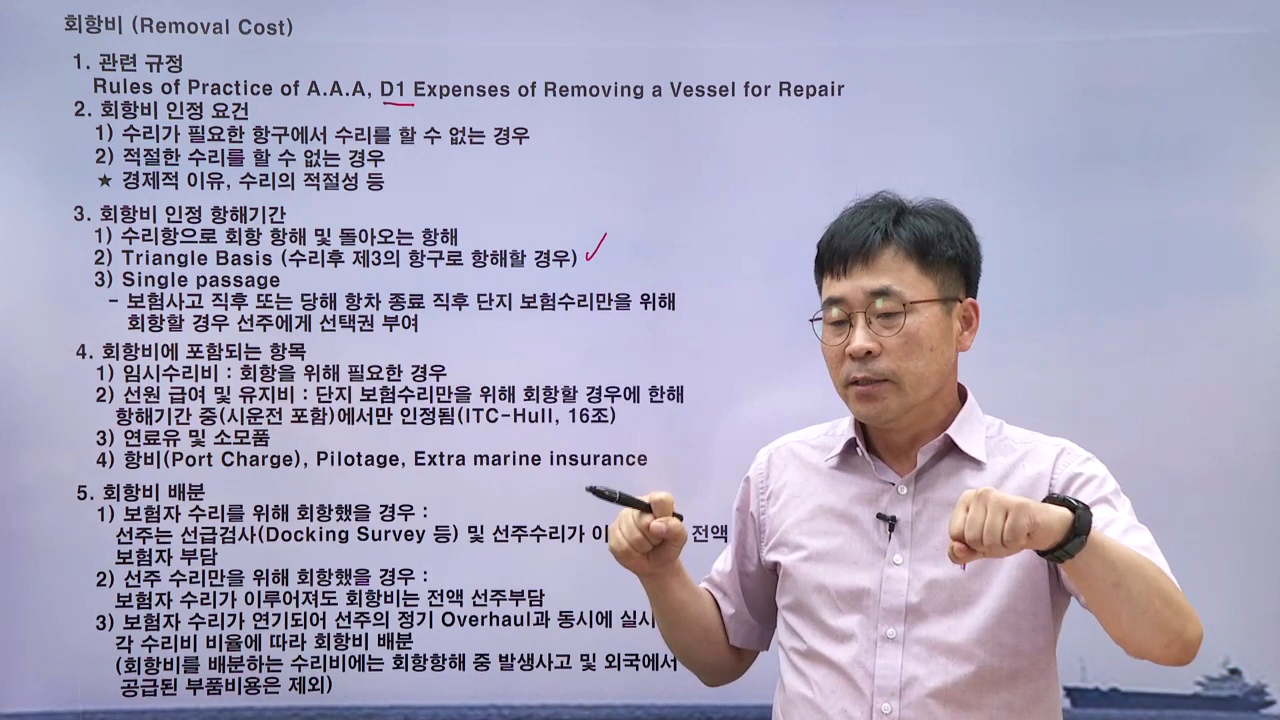 회항비 (Removal Cost)
1. 관련 규정
Rules of Practice of A.A.A, D1 Expenses of Removing a Vessel for Repair
2. 회항비 인정 요건
1) 수리가 필요한 항구에서 수리를 할 수 없는 경우
2) 적절한 수리를 할 수 없는 경우
★ 경제적 이유, 수리의 적절성 등
3. 회항비 인정 항해기간
1) 수리항으로 회항 항해 및 돌아오는 항해
2) Triangle Basis (수리후 제3의 항구로 항해할 경우)
3) Single passage
- 보험사고 직후 또는 당해 항차 종료 직후 단지 보험수리만을 위해
회항할 경우 선주에게 선택권 부여
4. 회항비에 포함되는 항목
1) 임시수리비 : 회항을 위해 필요한 경우
2) 선원 급여 및 유지비 : 단지 보험수리만을 위해 회항할 경우에 한해
항해기간 중(시운전 포함)에서만 인정됨(ITC-Hull, 16조)
3) 연료유 및 소모품
4) 항비(Port Charge), Pilotage, Extra marine insurance
5. 회항비 배분
1) 보험자 수리를 위해 회항했을 경우 :
선주는 선급검사(Docking Survey 등) 및 선주수리가 전액
보험자 부담
2) 선주 수리만을 위해 회항했을 경우 :
보험자 수리가 이루어져도 회항비는 전액 선주부담
3) 보험자 수리가 연기되어 선주의 정기 Overhaul과 동시에 실시
각 수리비 비율에 따라 회항비 배분
(회항비를 배분하는 수리비에는 회항항해 중 발생사고 및 외국에서
공급된 부품비용은 제외)